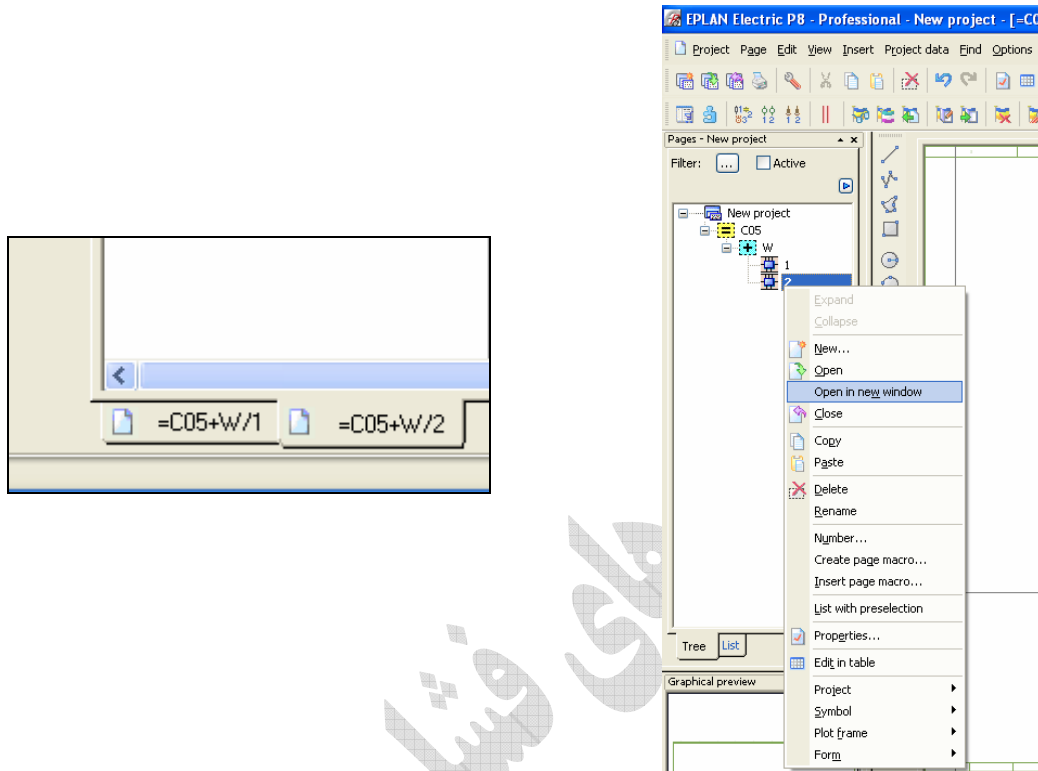 EPLAN Electric P8 - Professional - New project - [=C0
Project Page Edit View Insert Project data Find Options
Pages - New project
Filter: ... Active
New project
C05
W
1
2
Expand
Collapse
New...
Open
Open in new window
Close
Copy
Paste
Delete
Rename
Number...
Create page macro...
Insert page macro...
List with preselection
Properties...
Edit in table
Project
Symbol
Plot frame
Form
Tree List
Graphical preview
=C05+W/1 =C05+W/2
های